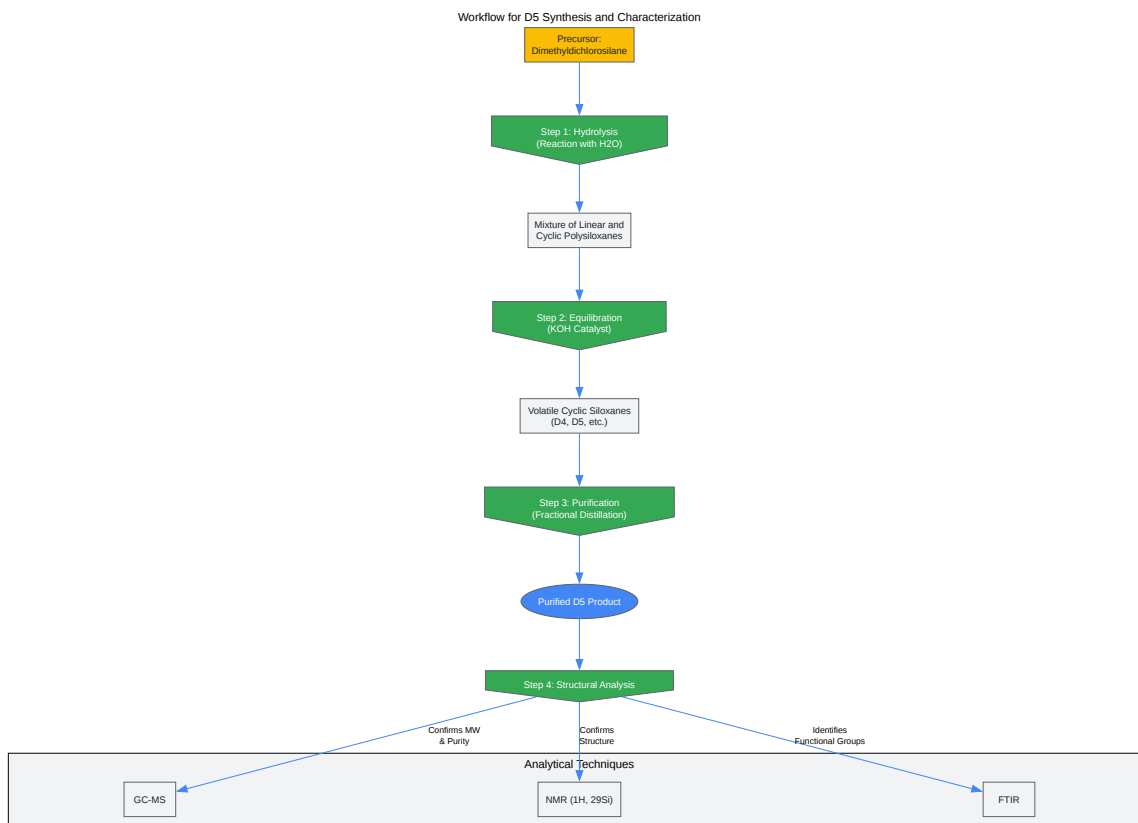 Workflow for D5 Synthesis and Characterization
Precursor:
Dimethyldichlorosilane
Step 1: Hydrolysis
(Reaction with H2O)
Mixture of Linear and
Cyclic Polysiloxanes
Step 2: Equilibration
(KOH Catalyst)
Volatile Cyclic Siloxanes
(D4, D5, etc.)
Step 3: Purification
(Fractional Distillation)
Purified D5 Product
Step 4: Structural Analysis
Confirms MW
& Purity
Confirms
Structure
Identifies
Functional Groups
Analytical Techniques
GC-MS
NMR (1H, 29Si)
FTIR